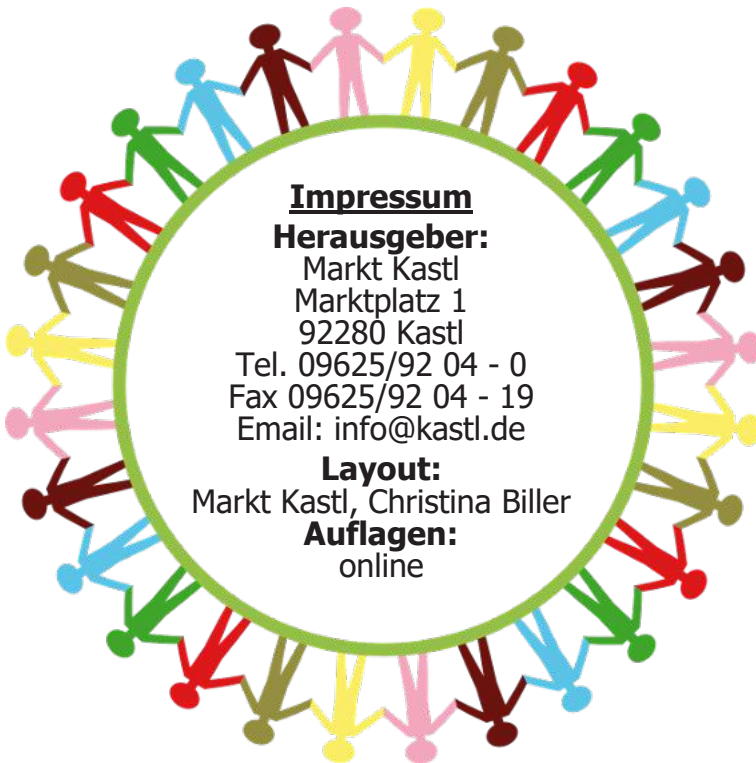 Impressum
Herausgeber:
Markt Kastl
Marktplatz 1
92280 Kastl
Tel. 09625/92 04 - 0
Fax 09625/92 04 - 19
Email: info@kastl.de
Layout:
Markt Kastl, Christina Biller
Auflagen:
online